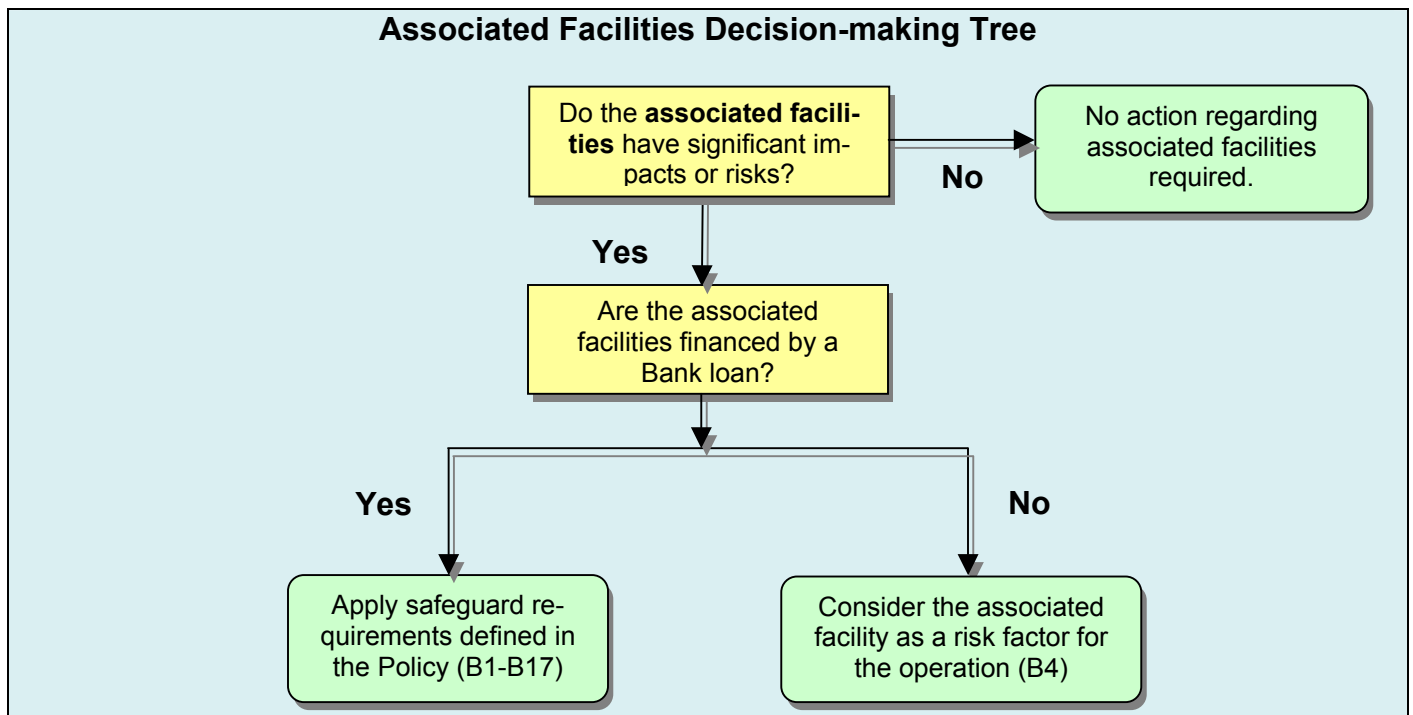 Associated Facilities Decision-making Tree
Do the associated facili-
ties have significant im-
pacts or risks?
No action regarding
associated facilities
required.
No
Yes
Are the associated
facilities financed by a
Bank loan?
Yes
No
Apply safeguard re-
quirements defined in
the Policy (B1-B17)
Consider the associated
facility as a risk factor for
the operation (B4)